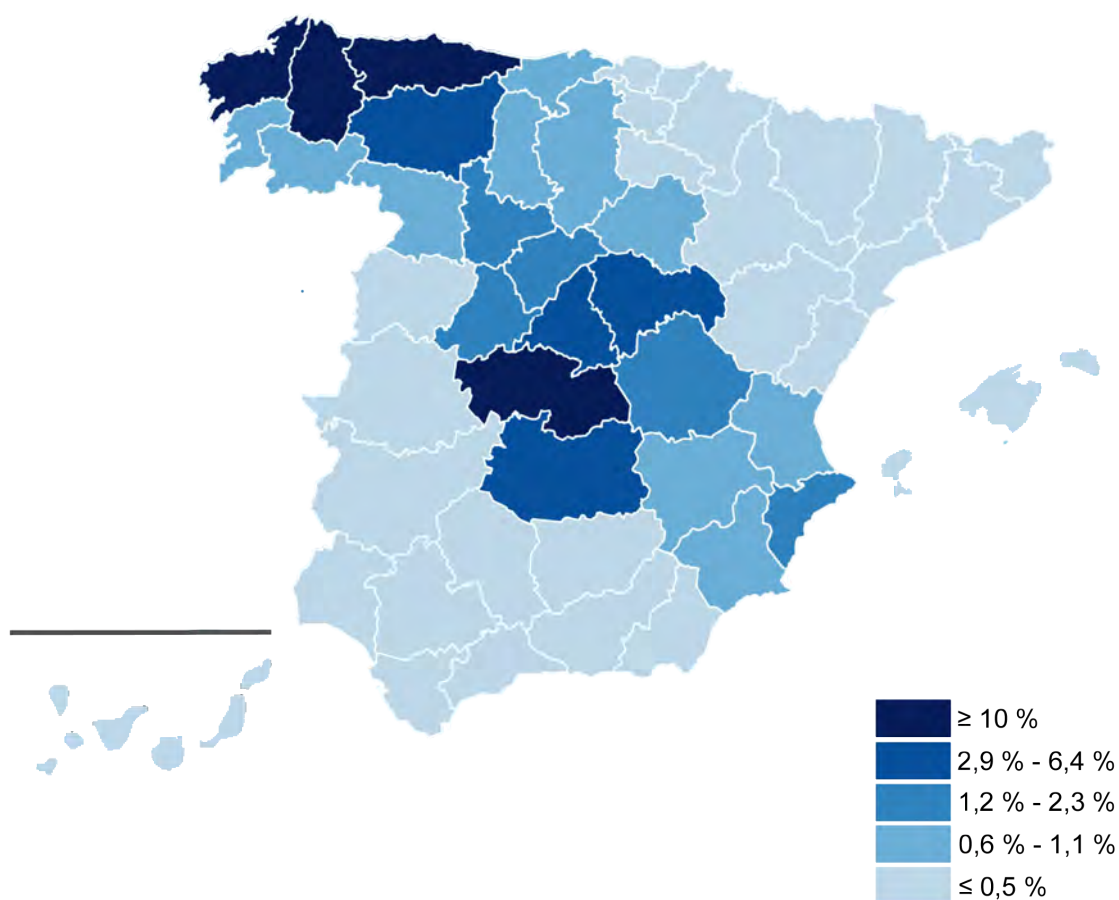 ≥ 10 %
2,9 % - 6,4 %
1,2 % - 2,3 %
0,6 % - 1,1 %
≤ 0,5 %